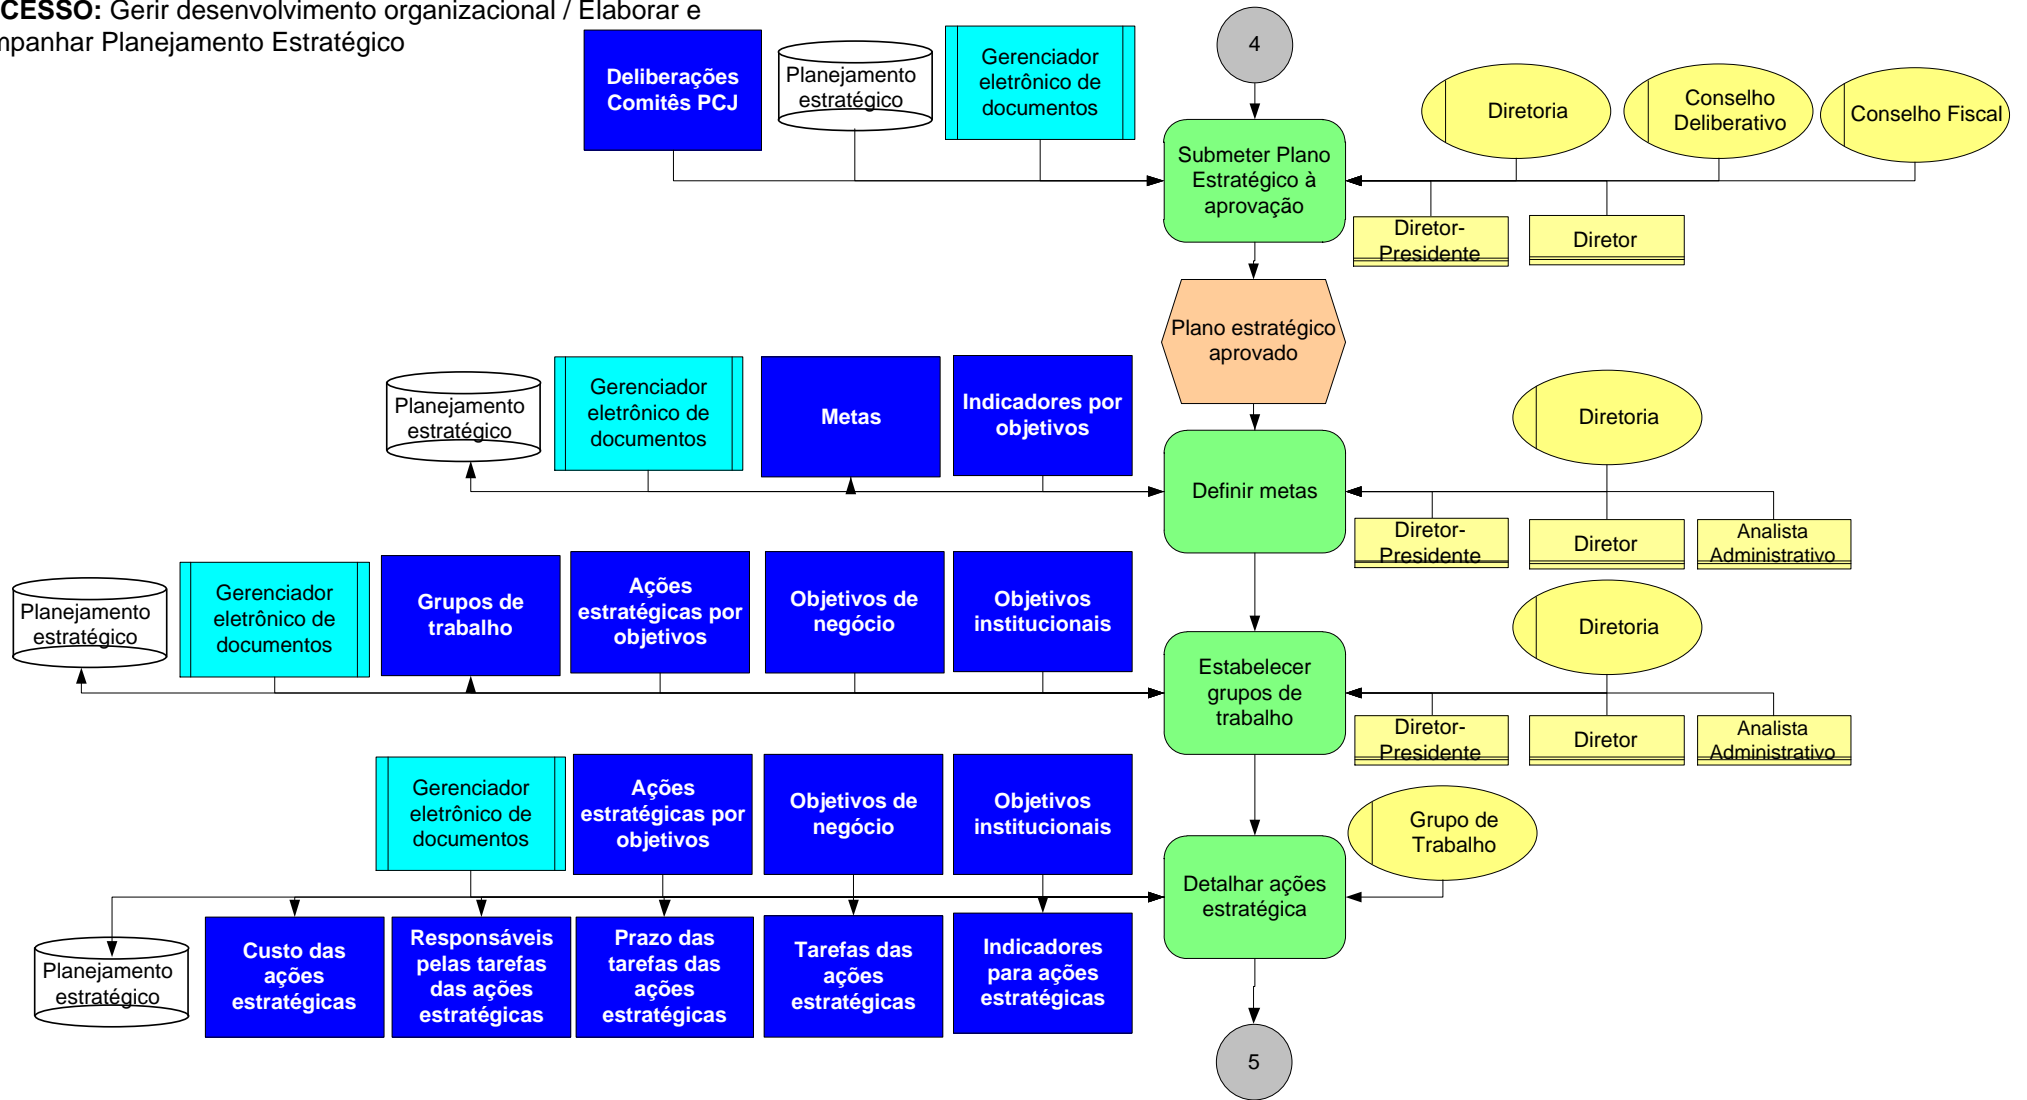 CESSO: Gerir desenvolvimento organizacional / Elaborar e
mpanhar Planejamento Estratégico
Deliberações
Comitês PCJ
Planejamento
estratégico
Gerenciador
eletrônico de
documentos
4
Diretoria
Conselho
Deliberativo
Conselho Fiscal
Submeter Plano
Estratégico à
aprovação
Diretor-
Presidente
Diretor
Plano estratégico
aprovado
Planejamento
estratégico
Gerenciador
eletrônico de
documentos
Metas
Indicadores por
objetivos
Diretoria
Definir metas
Diretor-
Presidente
Diretor
Analista
Administrativo
Planejamento
estratégico
Gerenciador
eletrônico de
documentos
Grupos de
trabalho
Ações
estratégicas por
objetivos
Objetivos de
negócio
Objetivos
institucionais
Diretoria
Estabelecer
grupos de
trabalho
Diretor-
Presidente
Diretor
Analista
Administrativo
Gerenciador
eletrônico de
documentos
Ações
estratégicas por
objetivos
Objetivos de
negócio
Objetivos
institucionais
Grupo de
Trabalho
Detalhar ações
estratégica
Planejamento
estratégico
Custo das
ações
estratégicas
Responsáveis
pelas tarefas
das ações
estratégicas
Prazo das
tarefas das
ações
estratégicas
Tarefas das
ações
estratégicas
Indicadores
para ações
estratégicas
5